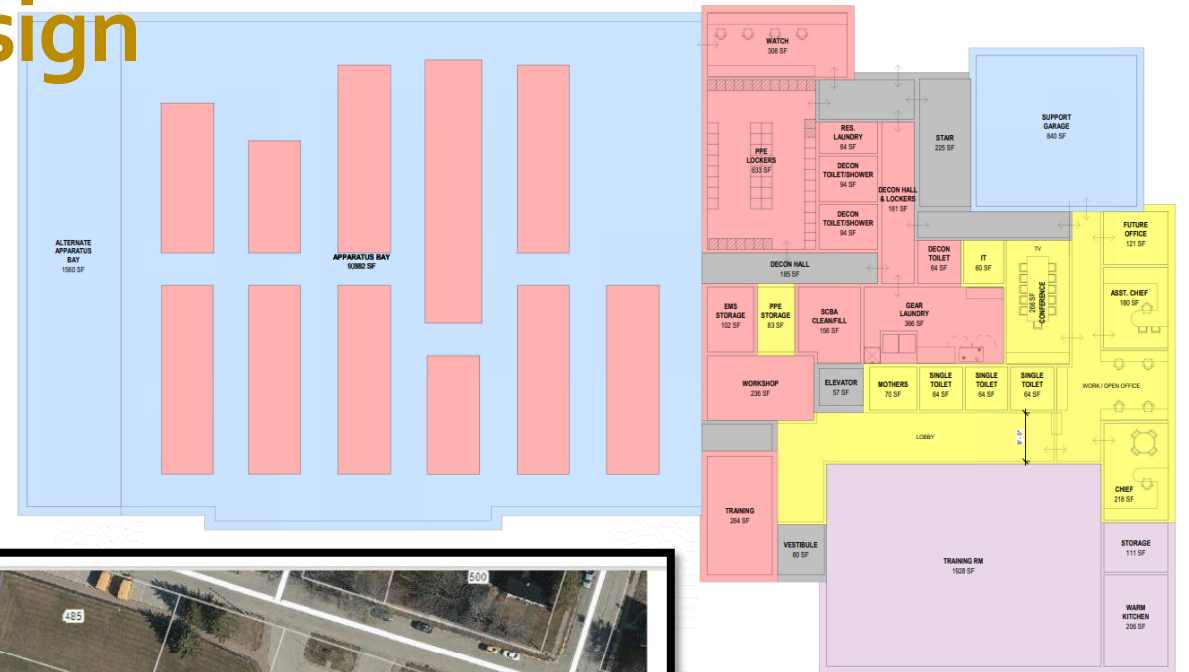 sign
WATCH
308 SF
SUPPORT
GARAGE
840 SF
STAIR
225 SF
RES.
LAUNDRY
64 SF
PPE
LOCKERS
633 SF
DECON
TOILET/SHOWER
94 SF
DECON HALL
& LOCKERS
181 SF
DECON
TOILET/SHOWER
94 SF
FUTURE
OFFICE
121 SF
ALTERNATE
APPARATUS
BAY
1560 SF
APPARATUS BAY
SF
DECON HALL
185 SF
DECON
TOILET
64 SF
IT
60 SF
TV
266 SF
CONFERENCE
ASST. CHIEF
180 SF
EMS
STORAGE
102 SF
PPE
STORAGE
83 SF
SCBA
CLEAN/FILL
156 SF
GEAR
LAUNDRY
366 SF
WORKSHOP
236 SF
ELEVATOR
57 SF
MOTHERS
70 SF
SINGLE
TOILET
64 SF
SINGLE
TOILET
64 SF
SINGLE
TOILET
64 SF
WORK / OPEN OFFICE
LOBBY
CHIEF
218 SF
TRAINING
264 SF
VESTIBULE
80 SF
TRAINING RM
1928 SF
STORAGE
111 SF
WARM
KITCHEN
206 SF
500
485